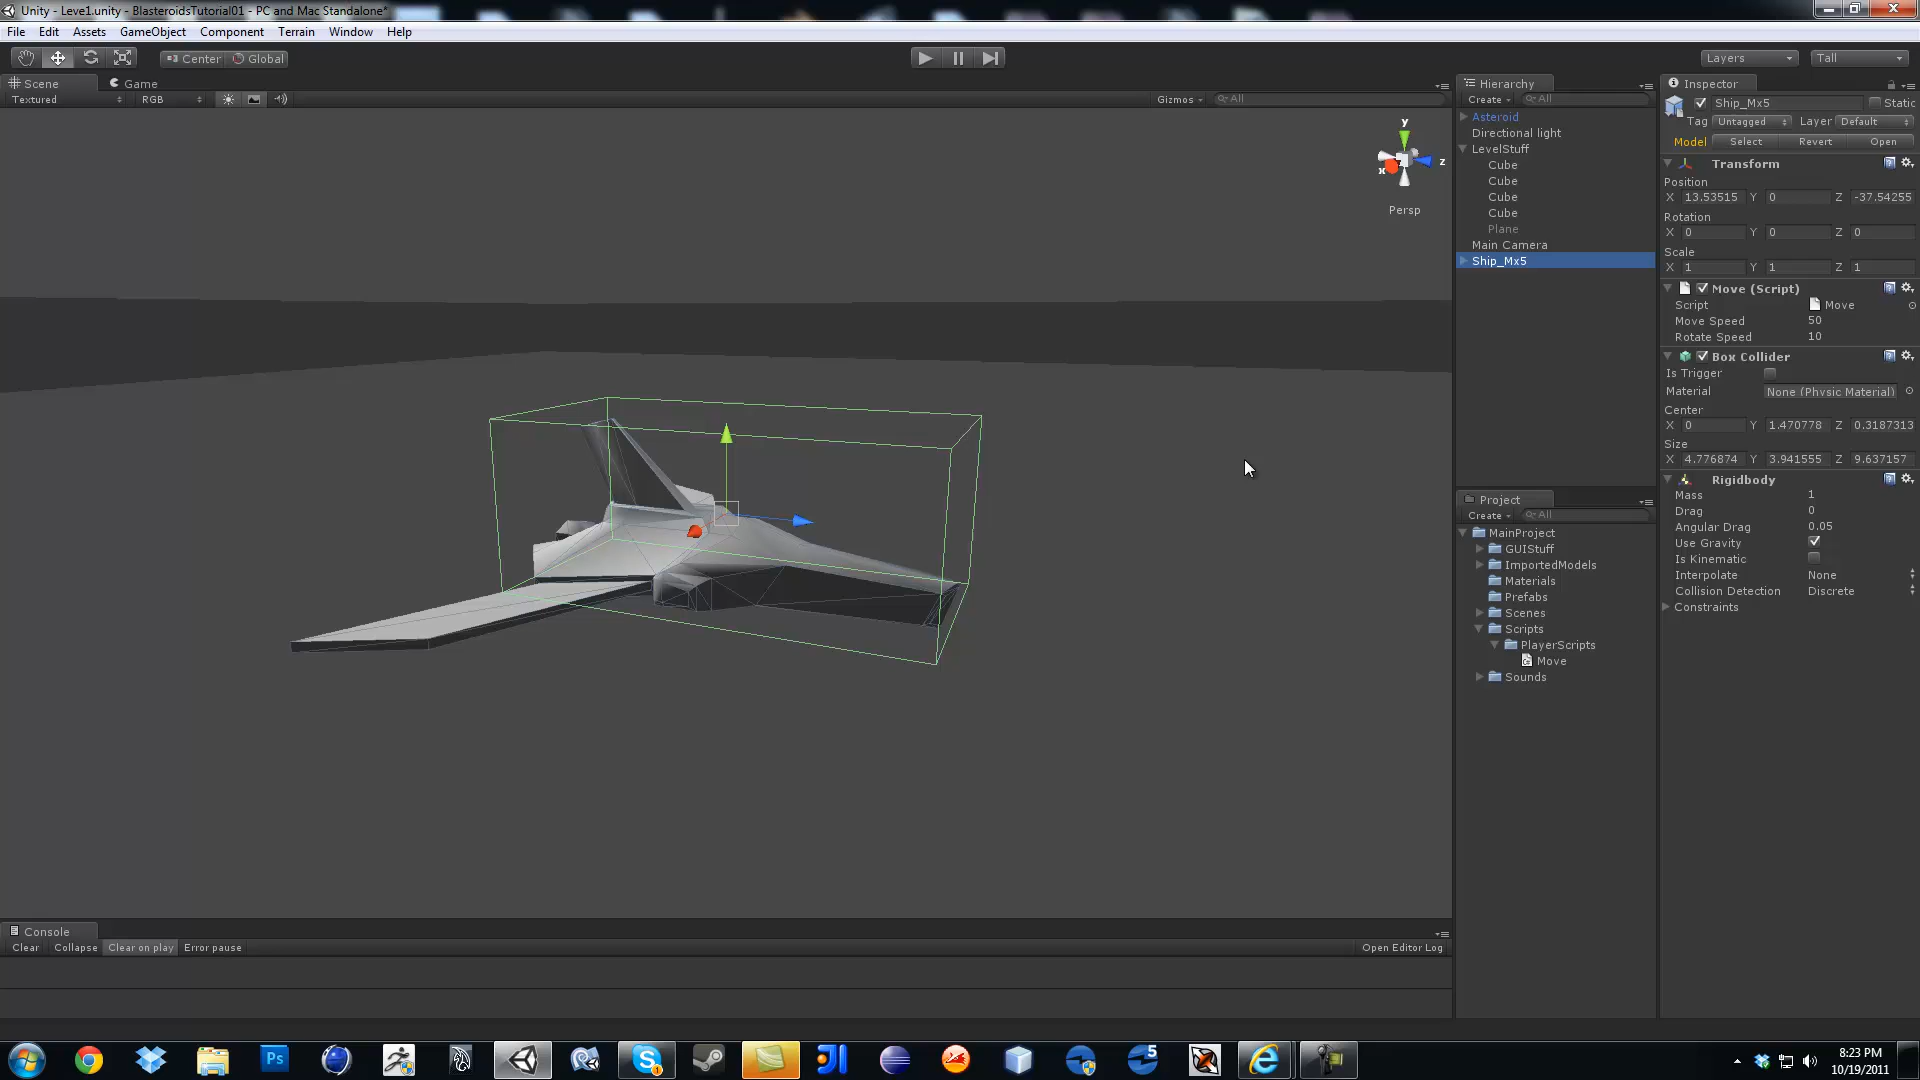 Unity - Leve1.unity - BlasteroidsTutorial01 - PC and Mac Standalone*
File Edit Assets GameObject Component Terrain Window Help
Center Global Layers Tall
Scene Game
Textured RGB Gizmos All
y
z
x
Persp
Hierarchy
Create All
Asteroid
Directional light
LevelStuff
Cube
Cube
Cube
Cube
Plane
Main Camera
Ship_Mx5
Project
Create All
MainProject
GUIStuff
ImportedModels
Materials
Prefabs
Scenes
Scripts
PlayerScripts
Move
Sounds
Inspector
Ship_Mx5 Static
Tag Untagged Layer Default
Model Select Revert Open
Transform
Position
X 13.53515 Y 0 Z -37.54255
Rotation
X 0 Y 0 Z 0
Scale
X 1 Y 1 Z 1
Move (Script)
Script Move
Move Speed 50
Rotate Speed 10
Box Collider
Is Trigger
Material None (Physic Material)
Center
X 0 Y 1.470778 Z 0.3187313
Size
X 4.776874 Y 3.941555 Z 9.637157
Rigidbody
Mass 1
Drag 0
Angular Drag 0.05
Use Gravity
Is Kinematic
Interpolate None
Collision Detection Discrete
Constraints
Console
Clear Collapse Clear on play Error pause Open Editor Log
Ps
5
8:23 PM
10/19/2011